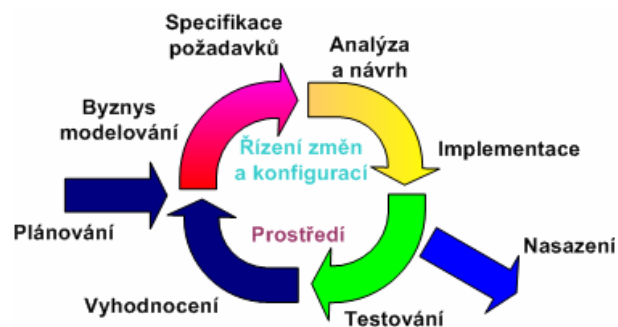 Specifikace
požadavků
Analýza
a návrh
Byznys
modelování
Řízení změn
a konfigurací
Implementace
Plánování
Prostředí
Nasazení
Vyhodnocení
Testování